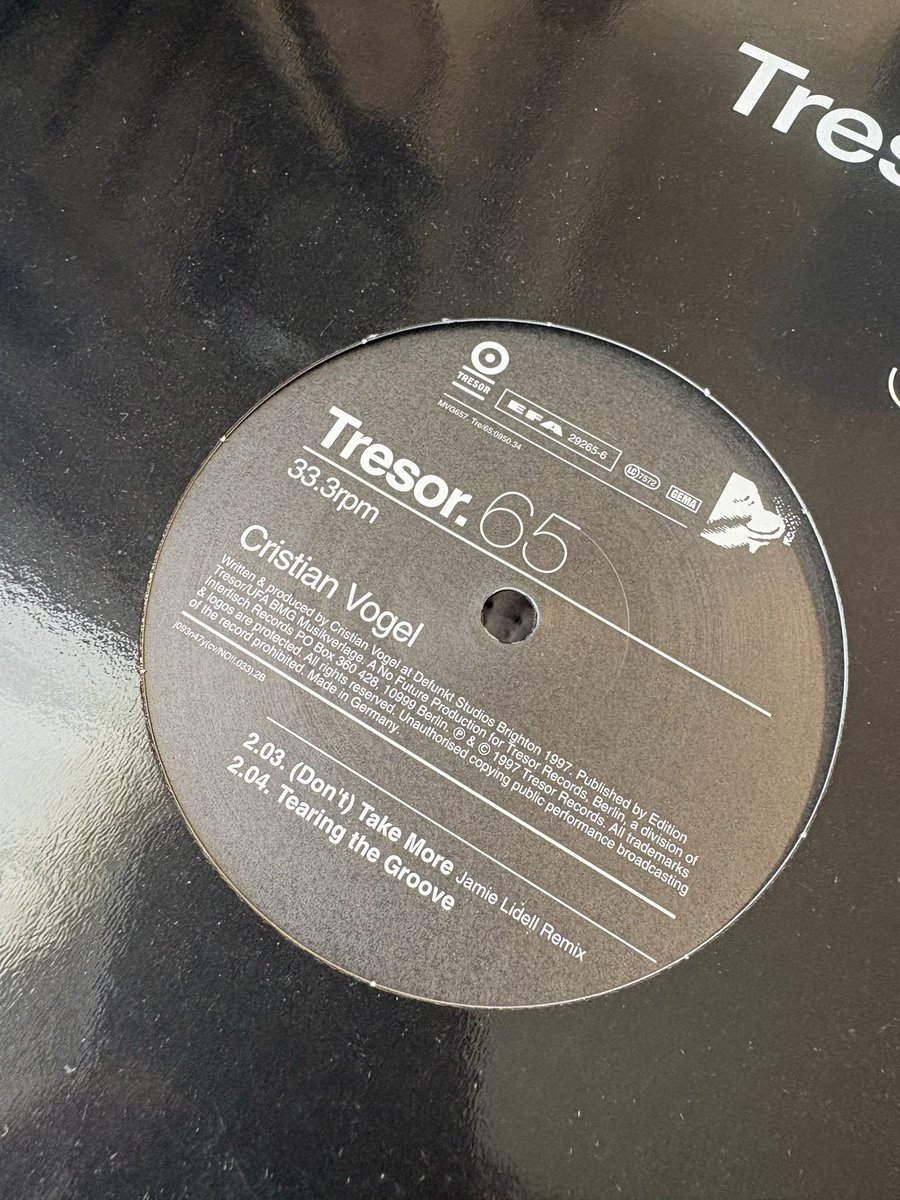 Tres
TRESOR
EFA 29265-6
LC 7572
GEMA
MVG657. Tre/65:0950.34
Tresor. 65
33.3rpm
Cristian Vogel
Written & produced by Cristian Vogel at Defunkt Studios Brighton 1997. Published by Edition
Tresor/UFA BMG Musikverlage. A No Future Production for Tresor Records, Berlin, a division of
Interfisch Records PO Box 360 428, 10999 Berlin. Ⓟ & © 1997 Tresor Records. All trademarks
& logos are protected. All rights reserved. Unauthorised copying public performance broadcasting
of the record prohibited. Made in Germany.
2.03. (Don't) Take More Jamie Lidell Remix
2.04. Tearing the Groove